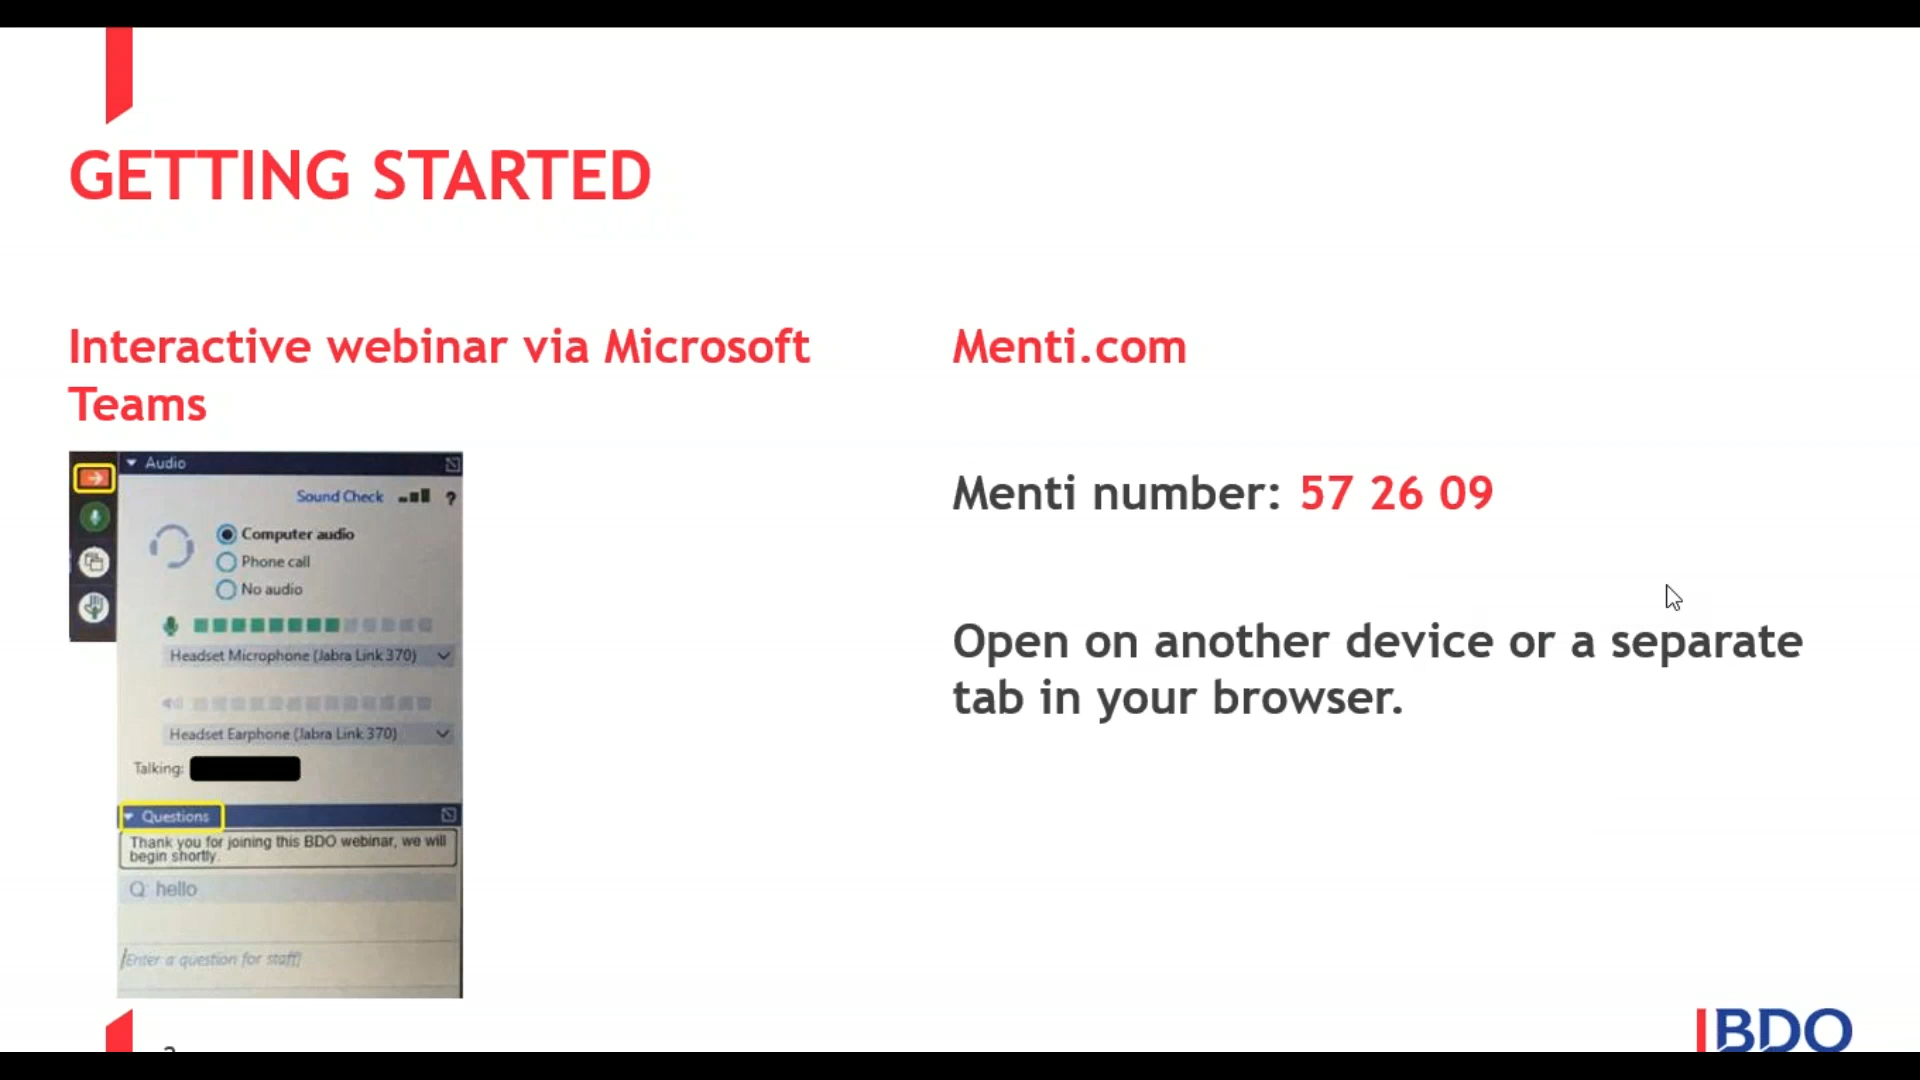 GETTING STARTED
Interactive webinar via Microsoft
Teams
Audio
Sound Check
?
Computer audio
Phone call
No audio
Headset Microphone (Jabra Link 370)
Headset Earphone (Jabra Link 370)
Talking:
Questions
Thank you for joining this BDO webinar, we will
begin shortly.
Q: hello
[Enter a question for staff]
Menti.com
Menti number: 57 26 09
Open on another device or a separate
tab in your browser.
BDO